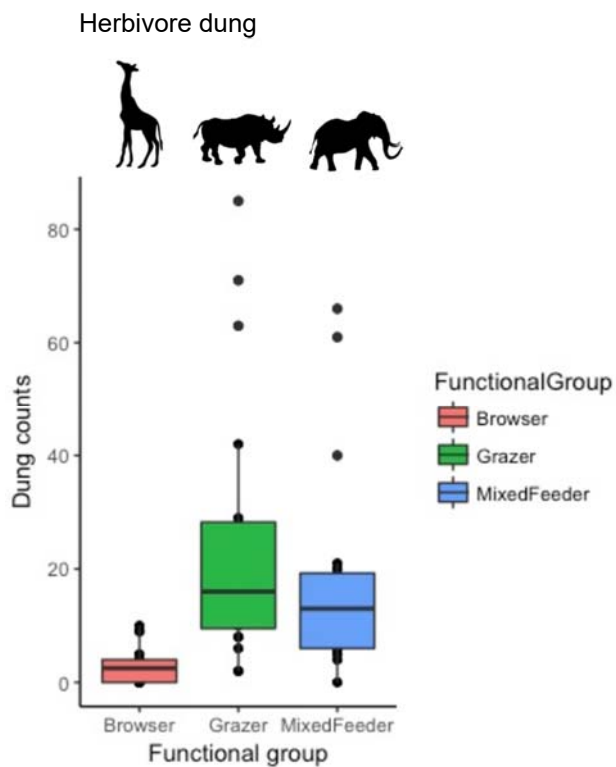 Herbivore dung
80
60
40
20
0
Dung counts
Browser Grazer MixedFeeder
Functional group
FunctionalGroup
Browser
Grazer
MixedFeeder